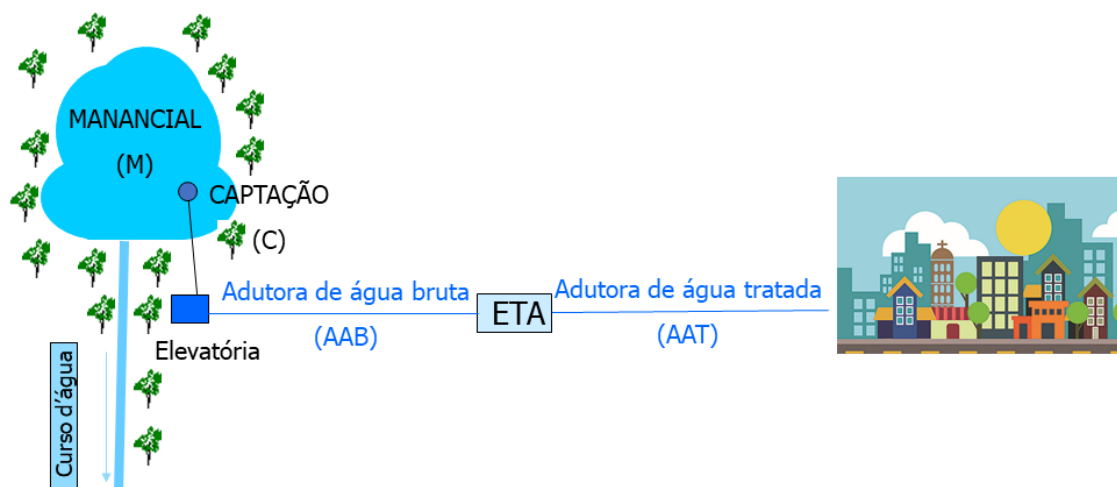 MANANCIAL
(M)
CAPTAÇÃO
(C)
Adutora de água bruta
(AAB)
ETA
Adutora de água tratada
(AAT)
Elevatória
Curso d’água